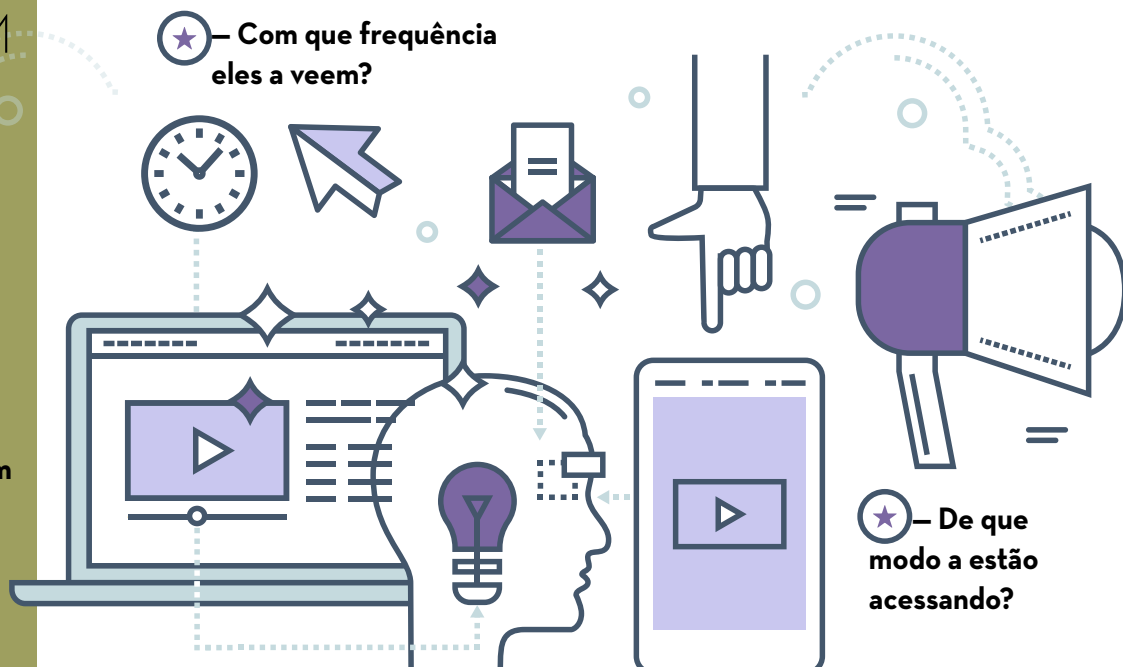 — Com que frequência
eles a veem?
— De que
modo a estão
acessando?